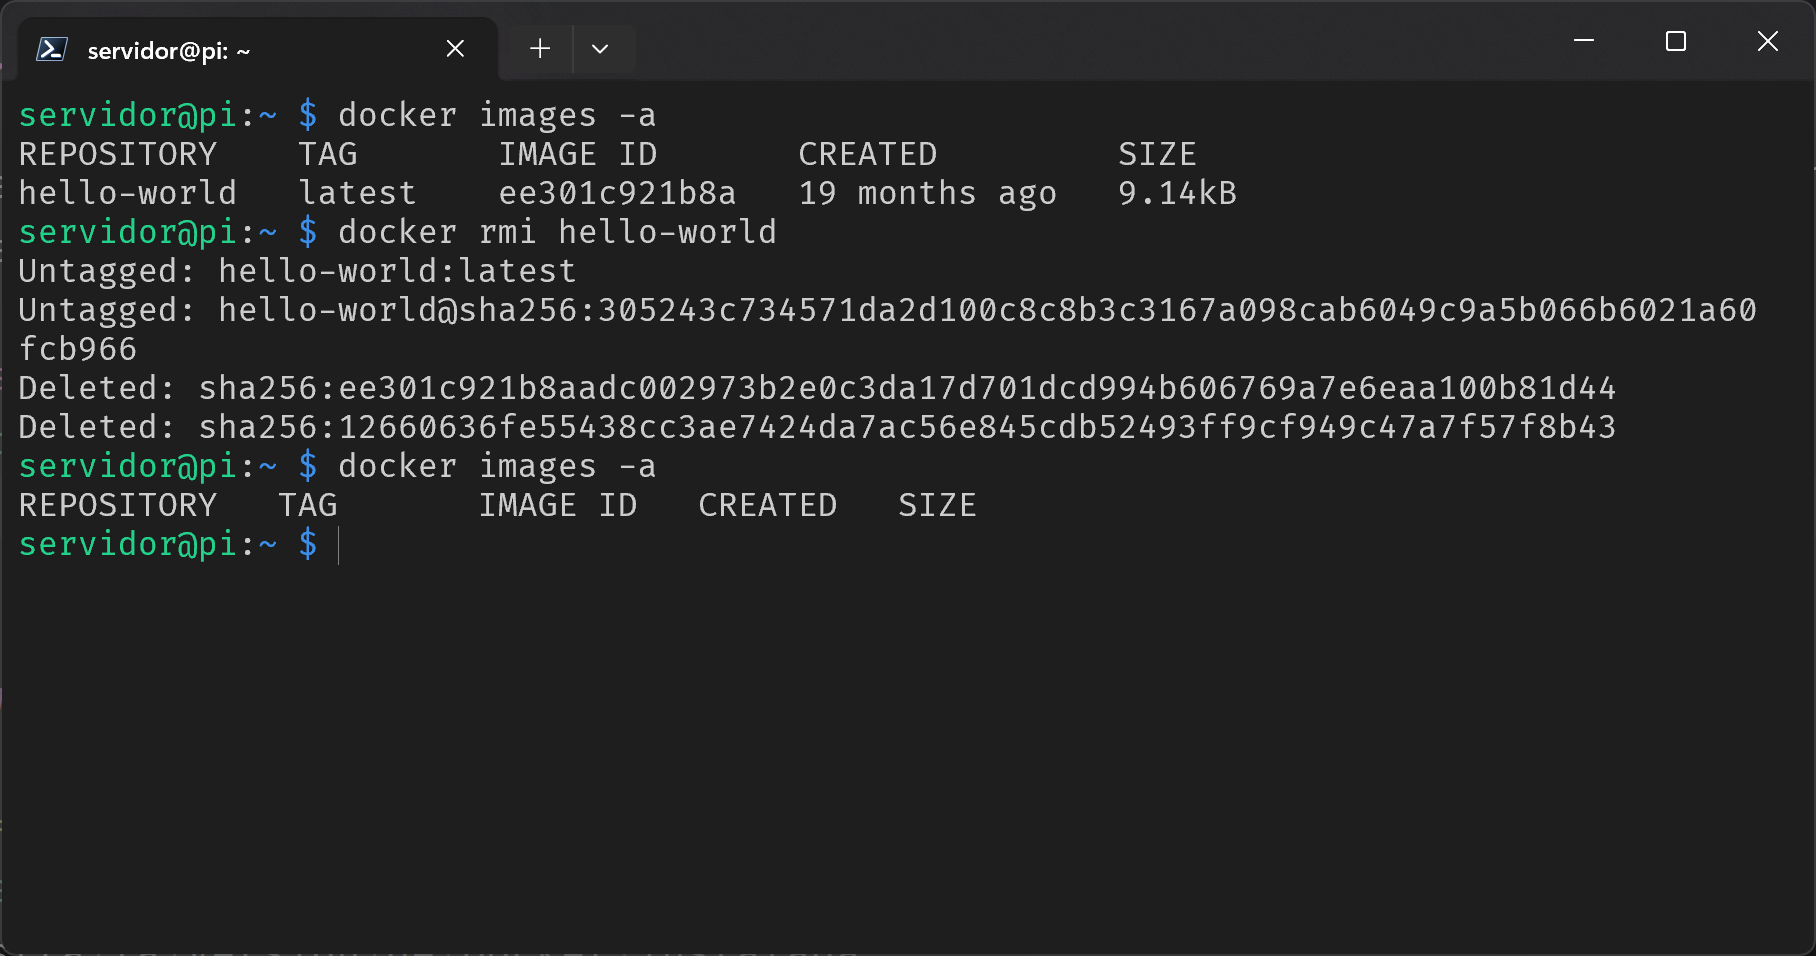 servidor@pi: ~
servidor@pi:~ $ docker images -a
REPOSITORY    TAG       IMAGE ID       CREATED         SIZE
hello-world   latest    ee301c921b8a   19 months ago   9.14kB
servidor@pi:~ $ docker rmi hello-world
Untagged: hello-world:latest
Untagged: hello-world@sha256:305243c734571da2d100c8c8b3c3167a098cab6049c9a5b066b6021a60
fcb966
Deleted: sha256:ee301c921b8aadc002973b2e0c3da17d701dcd994b606769a7e6eaa100b81d44
Deleted: sha256:12660636fe55438cc3ae7424da7ac56e845cdb52493ff9cf949c47a7f57f8b43
servidor@pi:~ $ docker images -a
REPOSITORY   TAG       IMAGE ID   CREATED   SIZE
servidor@pi:~ $